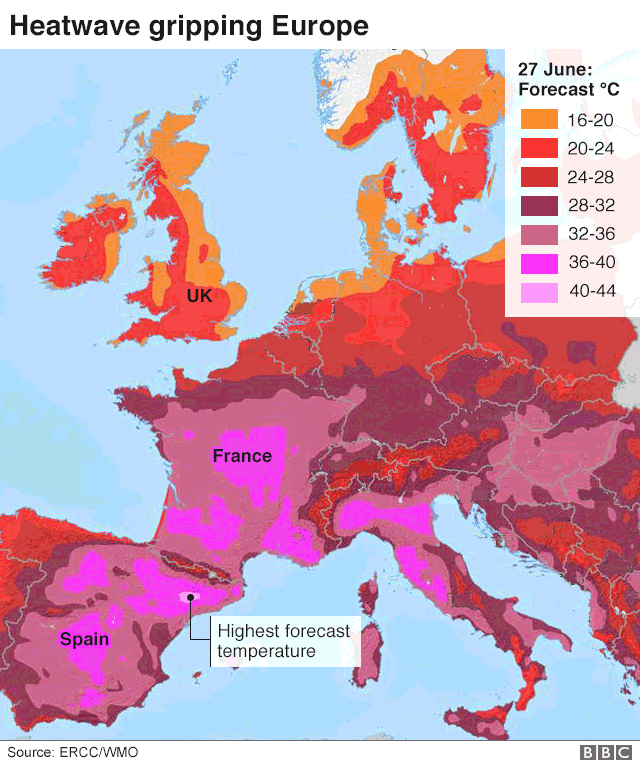 Heatwave gripping Europe
27 June:
Forecast °C
16-20
20-24
24-28
28-32
32-36
36-40
40-44
UK
France
Spain
Highest forecast
temperature
Source: ERCC/WMO
BBC